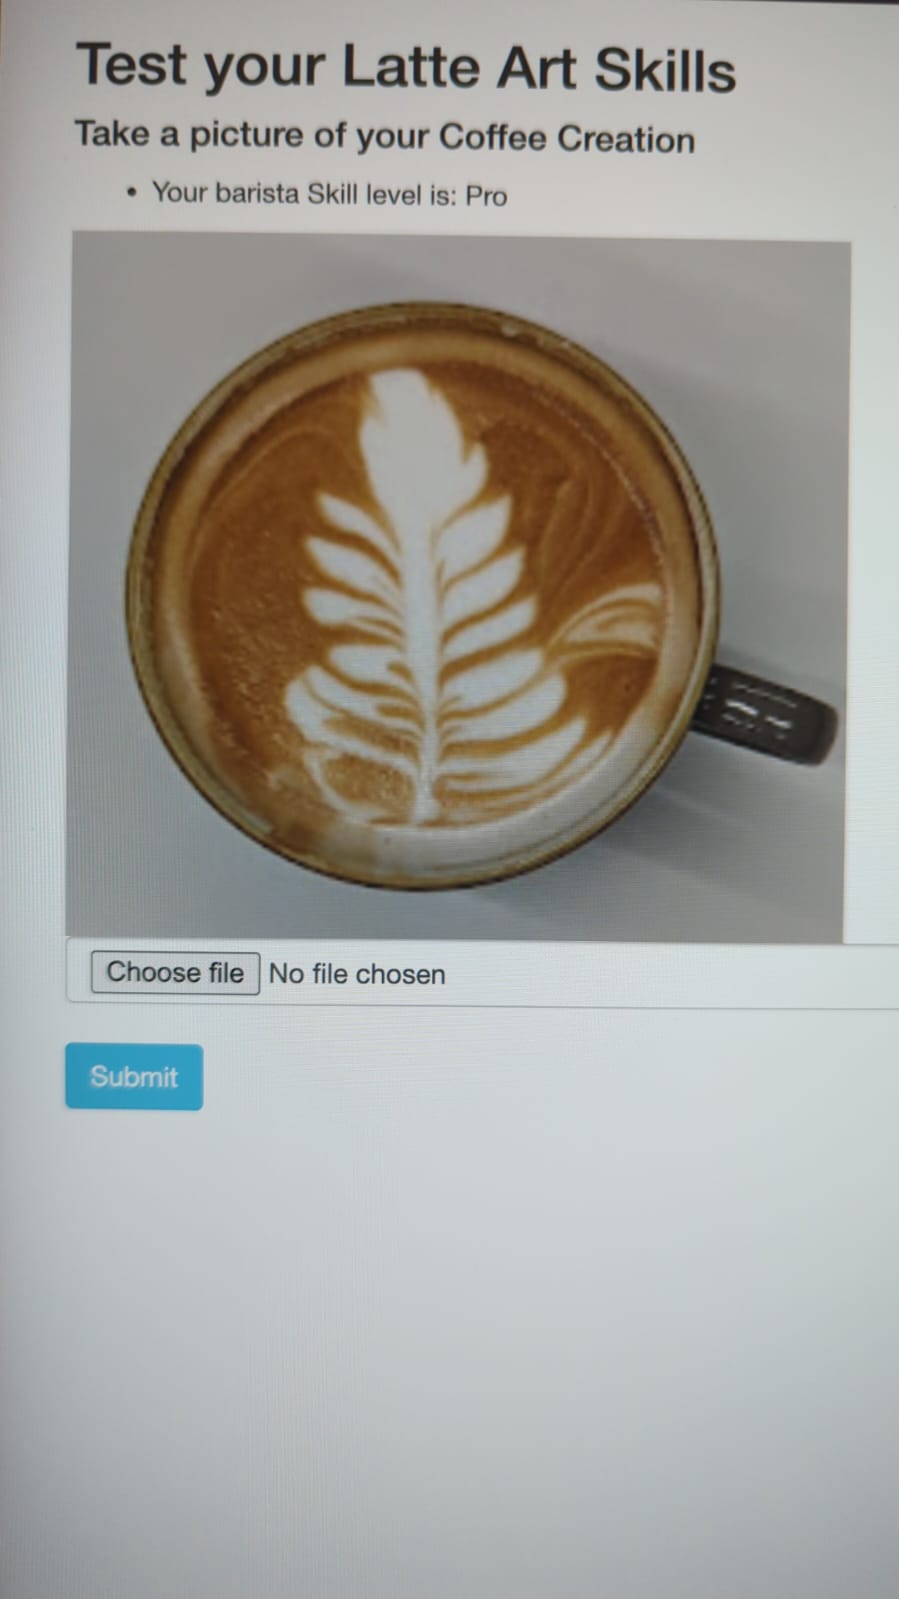 Test your Latte Art Skills
Take a picture of your Coffee Creation
• Your barista Skill level is: Pro
Choose file No file chosen
Submit